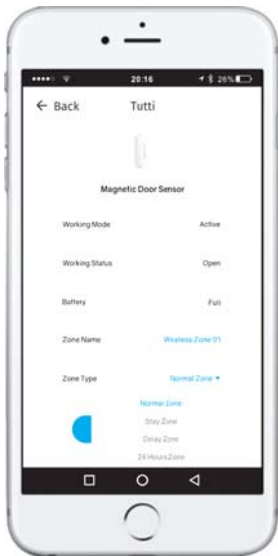 20:16 26%
← Back Tutti
Magnetic Door Sensor
Working Mode Active
Working Status Open
Battery Full
Zone Name Wireless Zone 01
Zone Type Normal Zone ▾
Normal Zone
Stay Zone
Delay Zone
24 Hours Zone